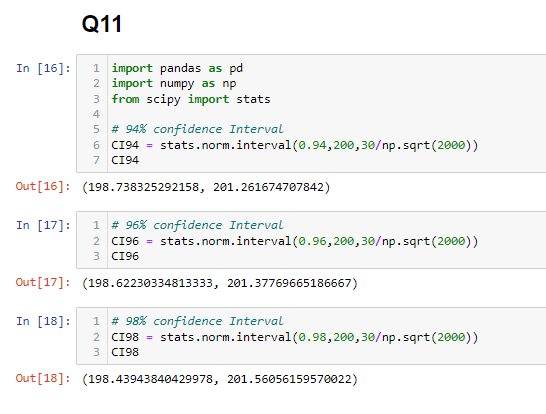 Q11
In [16]:
1 import pandas as pd
2 import numpy as np
3 from scipy import stats
4
5 # 94% confidence Interval
6 CI94 = stats.norm.interval(0.94,200,30/np.sqrt(2000))
7 CI94
Out[16]: (198.738325292158, 201.261674707842)
In [17]:
1 # 96% confidence Interval
2 CI96 = stats.norm.interval(0.96,200,30/np.sqrt(2000))
3 CI96
Out[17]: (198.62230334813333, 201.37769665186667)
In [18]:
1 # 98% confidence Interval
2 CI98 = stats.norm.interval(0.98,200,30/np.sqrt(2000))
3 CI98
Out[18]: (198.43943840429978, 201.56056159570022)